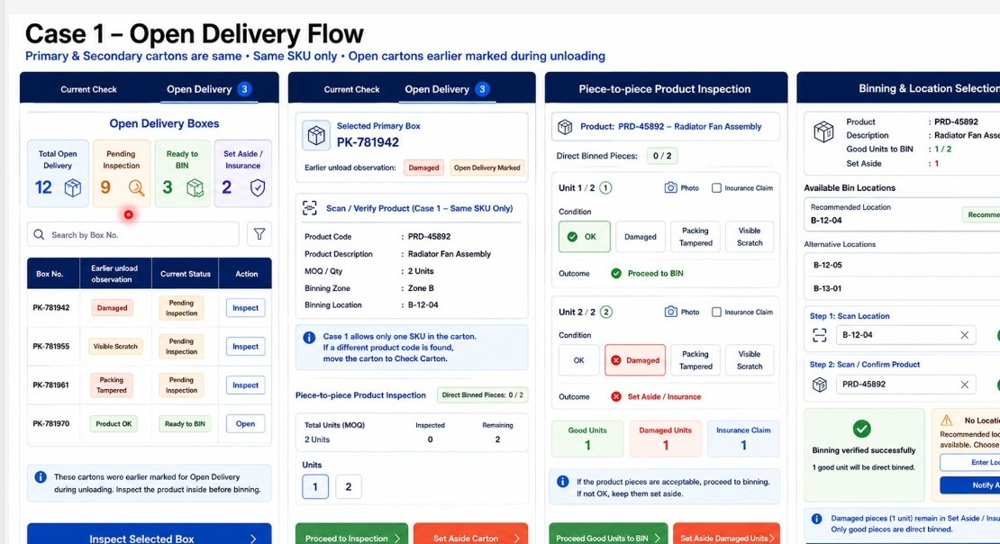 Case 1 – Open Delivery Flow
Primary & Secondary cartons are same • Same SKU only • Open cartons earlier marked during unloading
Current Check
Open Delivery 3
Open Delivery Boxes
Total Open Delivery
12
Pending Inspection
9
Ready to BIN
3
Set Aside / Insurance
2
Search by Box No.
Box No. Earlier unload observation Current Status Action
PK-781942 Damaged Pending Inspection Inspect
PK-781955 Visible Scratch Pending Inspection Inspect
PK-781961 Packing Tampered Pending Inspection Inspect
PK-781970 Product OK Ready to BIN Open
These cartons were earlier marked for Open Delivery
during unloading. Inspect the product inside before binning.
Inspect Selected Box
Current Check
Open Delivery 3
Selected Primary Box
PK-781942
Earlier unload observation: Damaged Open Delivery Marked
Scan / Verify Product (Case 1 – Same SKU Only)
Product Code : PRD-45892
Product Description : Radiator Fan Assembly
MOQ / Qty : 2 Units
Binning Zone : Zone B
Binning Location : B-12-04
Case 1 allows only one SKU in the carton.
If a different product code is found,
move the carton to Check Carton.
Piece-to-piece Product Inspection Direct Binned Pieces: 0 / 2
Total Units (MOQ) Inspected Remaining
2 Units 0 2
Units
1 2
Proceed to Inspection
Set Aside Carton
Piece-to-piece Product Inspection
Product: PRD-45892 – Radiator Fan Assembly
Direct Binned Pieces: 0 / 2
Unit 1 / 2 1 Photo Insurance Claim
Condition
OK Damaged Packing Tampered Visible Scratch
Outcome Proceed to BIN
Unit 2 / 2 2 Photo Insurance Claim
Condition
OK Damaged Packing Tampered Visible Scratch
Outcome Set Aside / Insurance
Good Units Damaged Units Insurance Claim
1 1 1
If the product pieces are acceptable, proceed to binning.
If not OK, keep them set aside.
Proceed Good Units to BIN
Set Aside Damaged Units
Binning & Location Selection
Product : PRD-45892
Description : Radiator Fan Asse
Good Units to BIN : 1 / 2
Set Aside : 1
Available Bin Locations
Recommended Location
B-12-04 Recomme
Alternative Locations
B-12-05
B-13-01
Step 1: Scan Location
B-12-04
Step 2: Scan / Confirm Product
PRD-45892
Binning verified successfully
1 good unit will be direct binned.
No Locatio
Recommended loc
available. Choose
Enter Loc
Notify A
Damaged pieces (1 unit) remain in Set Aside / Insu
Only good pieces are direct binned.